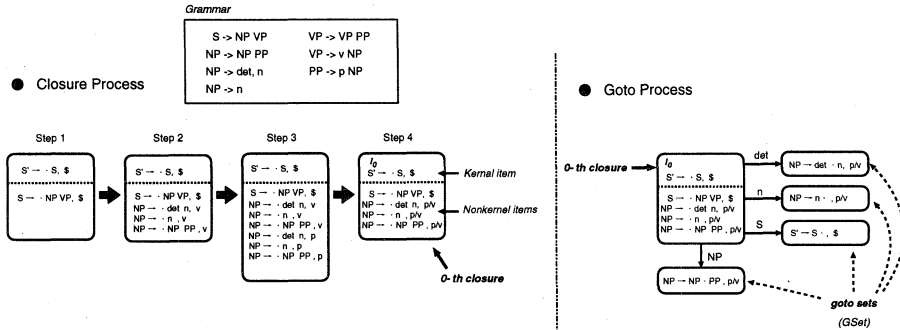 Grammar
S -> NP VP VP -> VP PP
NP -> NP PP VP -> v NP
NP -> det, n PP -> p NP
NP -> n
● Closure Process
Step 1
S' → · S, $
S → · NP VP, $
Step 2
S' → · S, $
S → · NP VP, $
NP → · det n, v
NP → · n , v
NP → · NP PP, v
Step 3
S' → · S, $
S → · NP VP, $
NP → · det n, v
NP → · n , v
NP → · NP PP , v
NP → · det n, p
NP → · n , p
NP → · NP PP , p
Step 4
I0
S' → · S, $
S → · NP VP, $
NP → · det n, p/v
NP → · n , p/v
NP → · NP PP , p/v
Kernal item
Nonkernel items
0- th closure
● Goto Process
0-th closure
I0
S' → · S, $
S → · NP VP, $
NP → · det n, p/v
NP → · n , p/v
NP → · NP PP , p/v
det
NP → det · n, p/v
n
NP → n · , p/v
S
S' → S · , $
NP
NP → NP · PP , p/v
goto sets
(GSet)